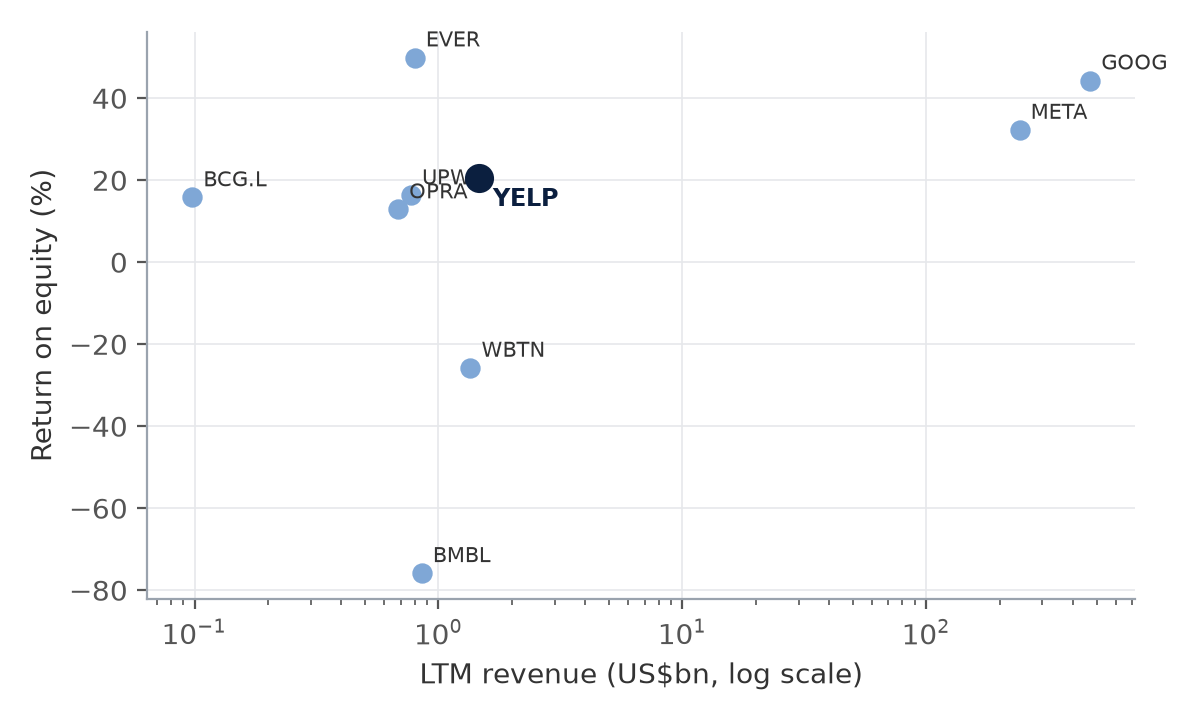 EVER
GOOG
META
BCG.L
UPW
OPRA
YELP
WBTN
BMBL
40
20
0
−20
−40
−60
−80
Return on equity (%)
10⁻¹
10⁰
10¹
10²
LTM revenue (US$bn, log scale)